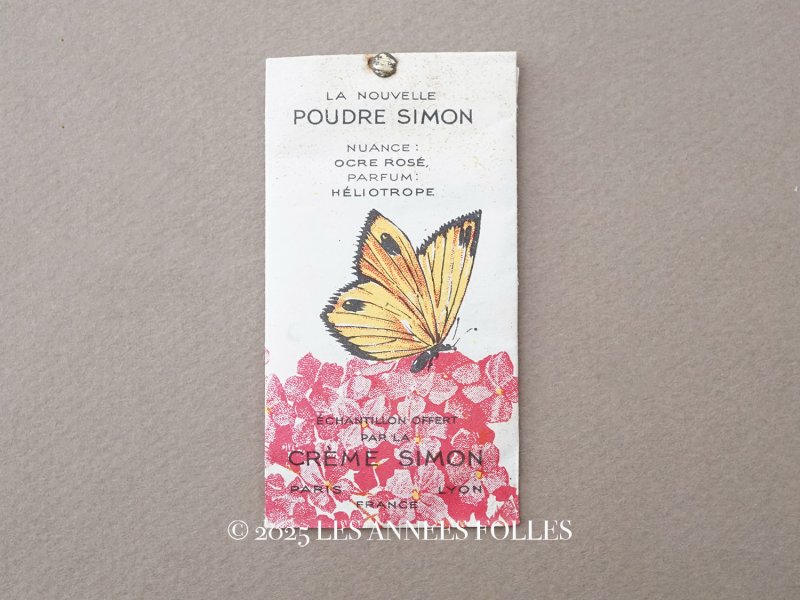 LA NOUVELLE
POUDRE SIMON
NUANCE:
OCRE ROSÉ,
PARFUM:
HÉLIOTROPE
ÉCHANTILLON OFFERT
PAR LA
CRÈME SIMON
PARIS LYON
FRANCE
© 2025 LES ANNEES FOLLES